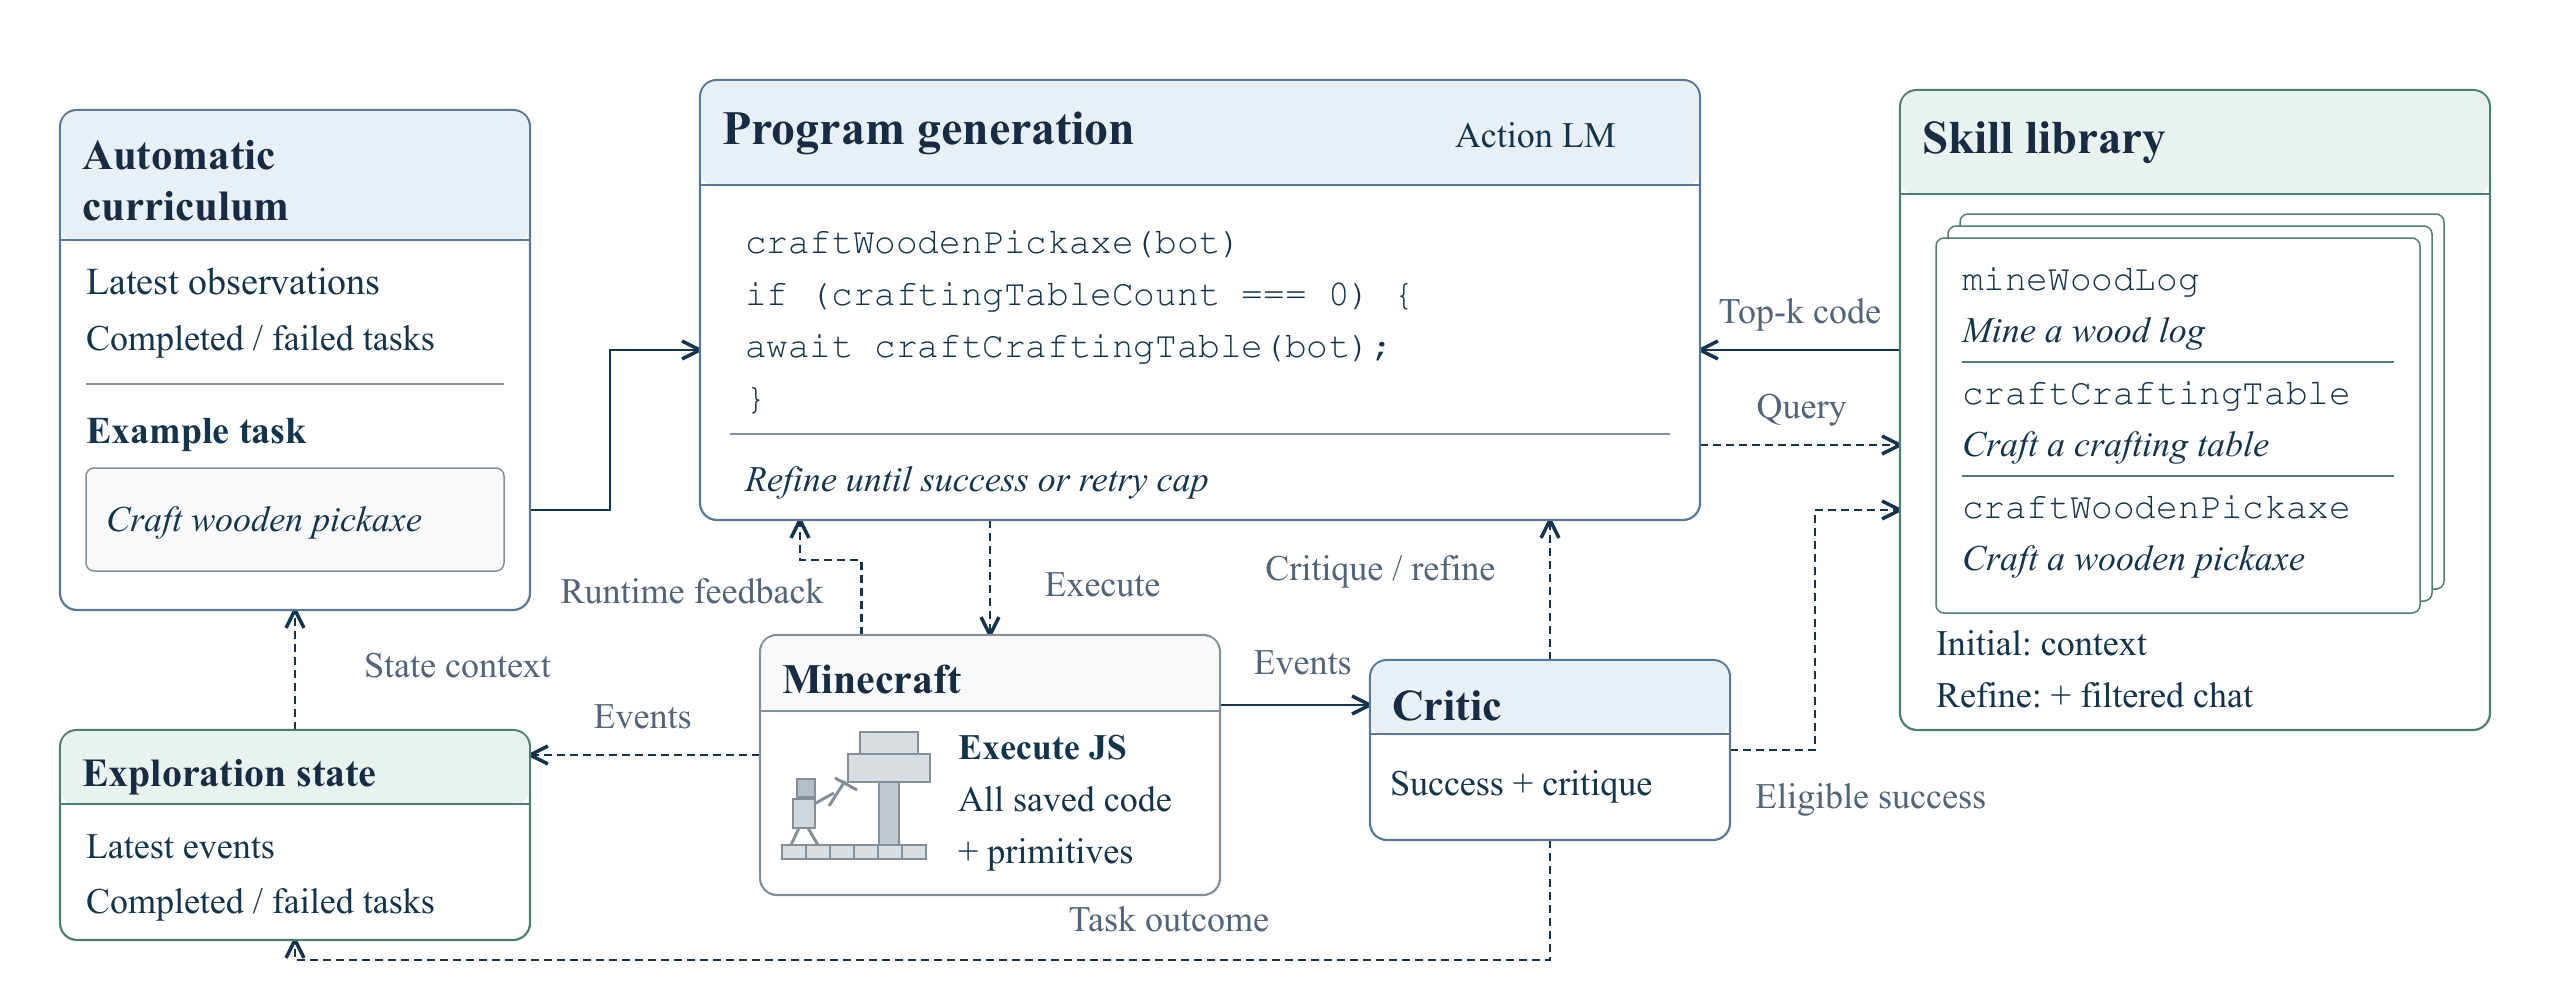 Automatic
curriculum
Latest observations
Completed / failed tasks
Example task
Craft wooden pickaxe
Program generation
Action LM
craftWoodenPickaxe(bot)
if (craftingTableCount === 0) {
await craftCraftingTable(bot);
}
Refine until success or retry cap
Skill library
mineWoodLog
Mine a wood log
craftCraftingTable
Craft a crafting table
craftWoodenPickaxe
Craft a wooden pickaxe
Initial: context
Refine: + filtered chat
Top-k code
Query
Runtime feedback
Execute
Critique / refine
State context
Events
Minecraft
Execute JS
All saved code
+ primitives
Events
Critic
Success + critique
Eligible success
Exploration state
Latest events
Completed / failed tasks
Task outcome